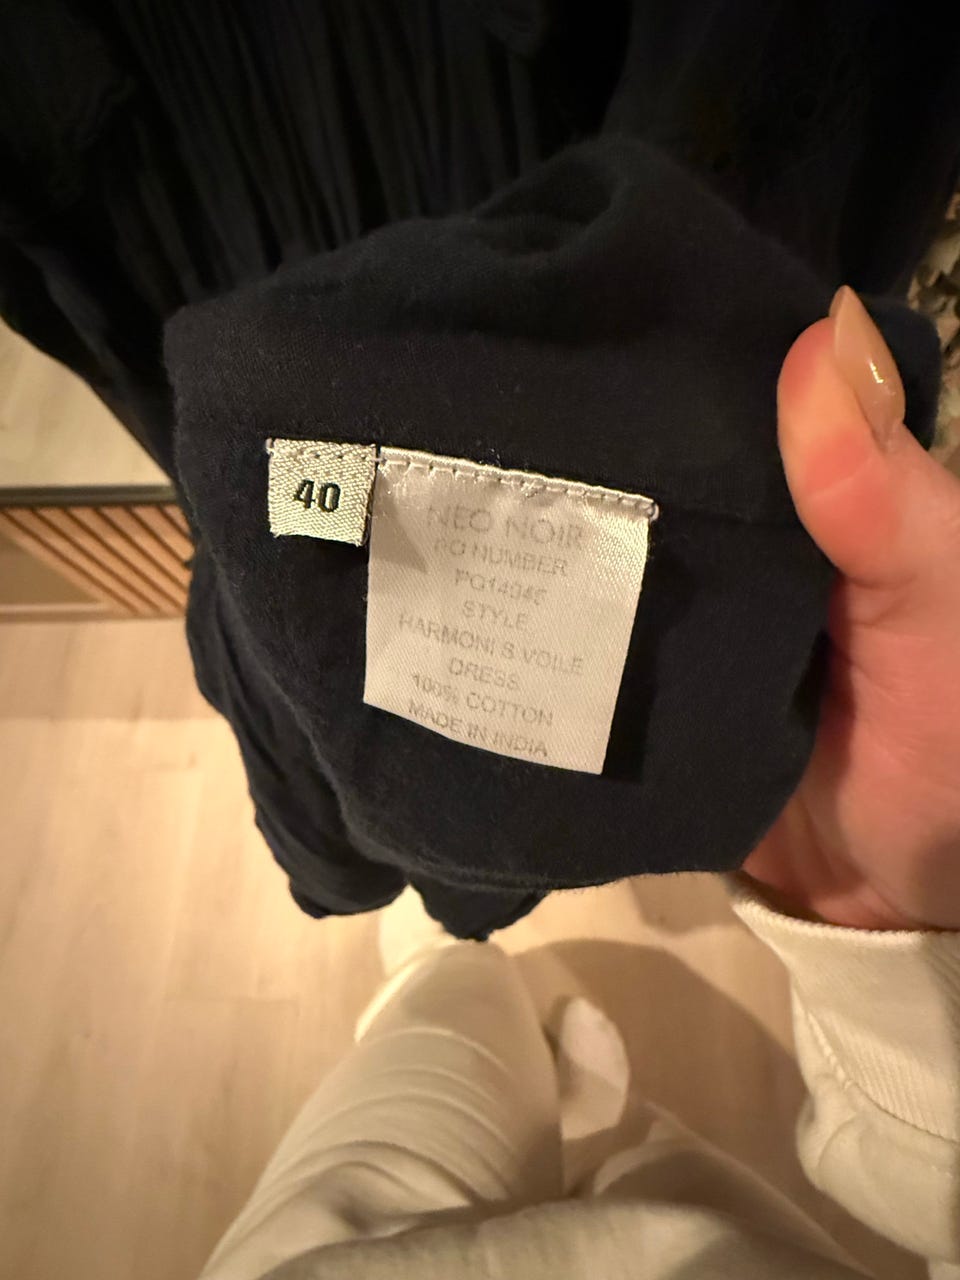 40
NEO NOIR
PO NUMBER
STYLE
HARMONI S VOILE
DRESS
100% COTTON
MADE IN INDIA